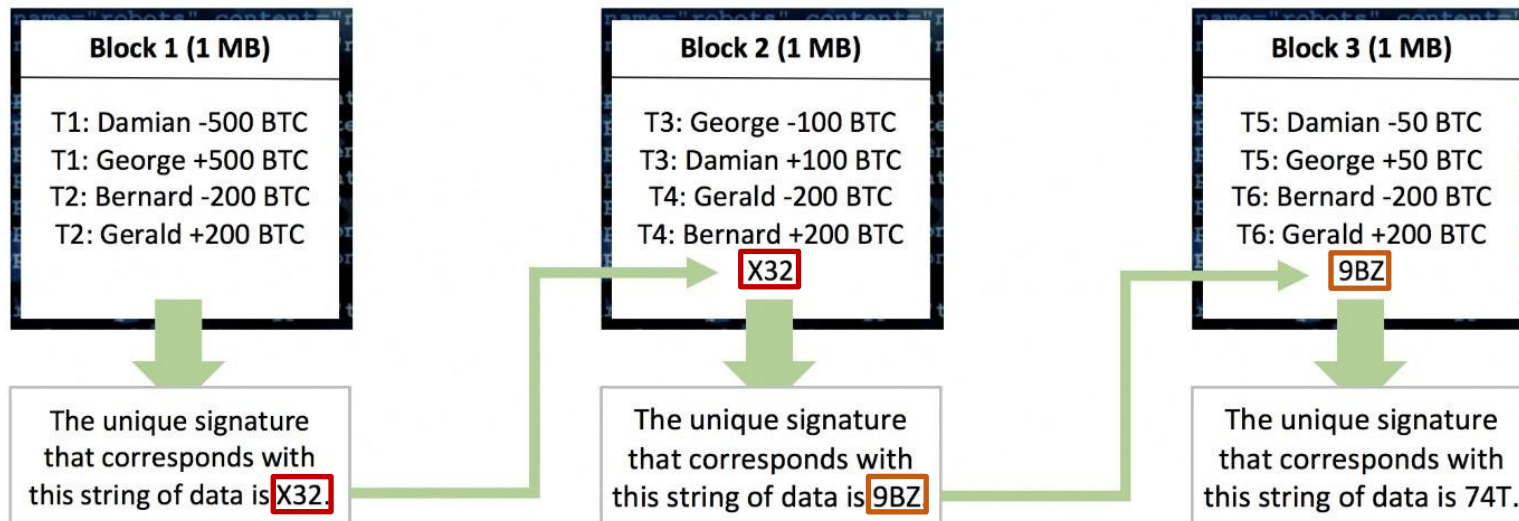 Block 1 (1 MB)
T1: Damian -500 BTC
T1: George +500 BTC
T2: Bernard -200 BTC
T2: Gerald +200 BTC
The unique signature
that corresponds with
this string of data is X32.
Block 2 (1 MB)
T3: George -100 BTC
T3: Damian +100 BTC
T4: Gerald -200 BTC
T4: Bernard +200 BTC
X32
The unique signature
that corresponds with
this string of data is 9BZ.
Block 3 (1 MB)
T5: Damian -50 BTC
T5: George +50 BTC
T6: Bernard -200 BTC
T6: Gerald +200 BTC
9BZ
The unique signature
that corresponds with
this string of data is 74T.